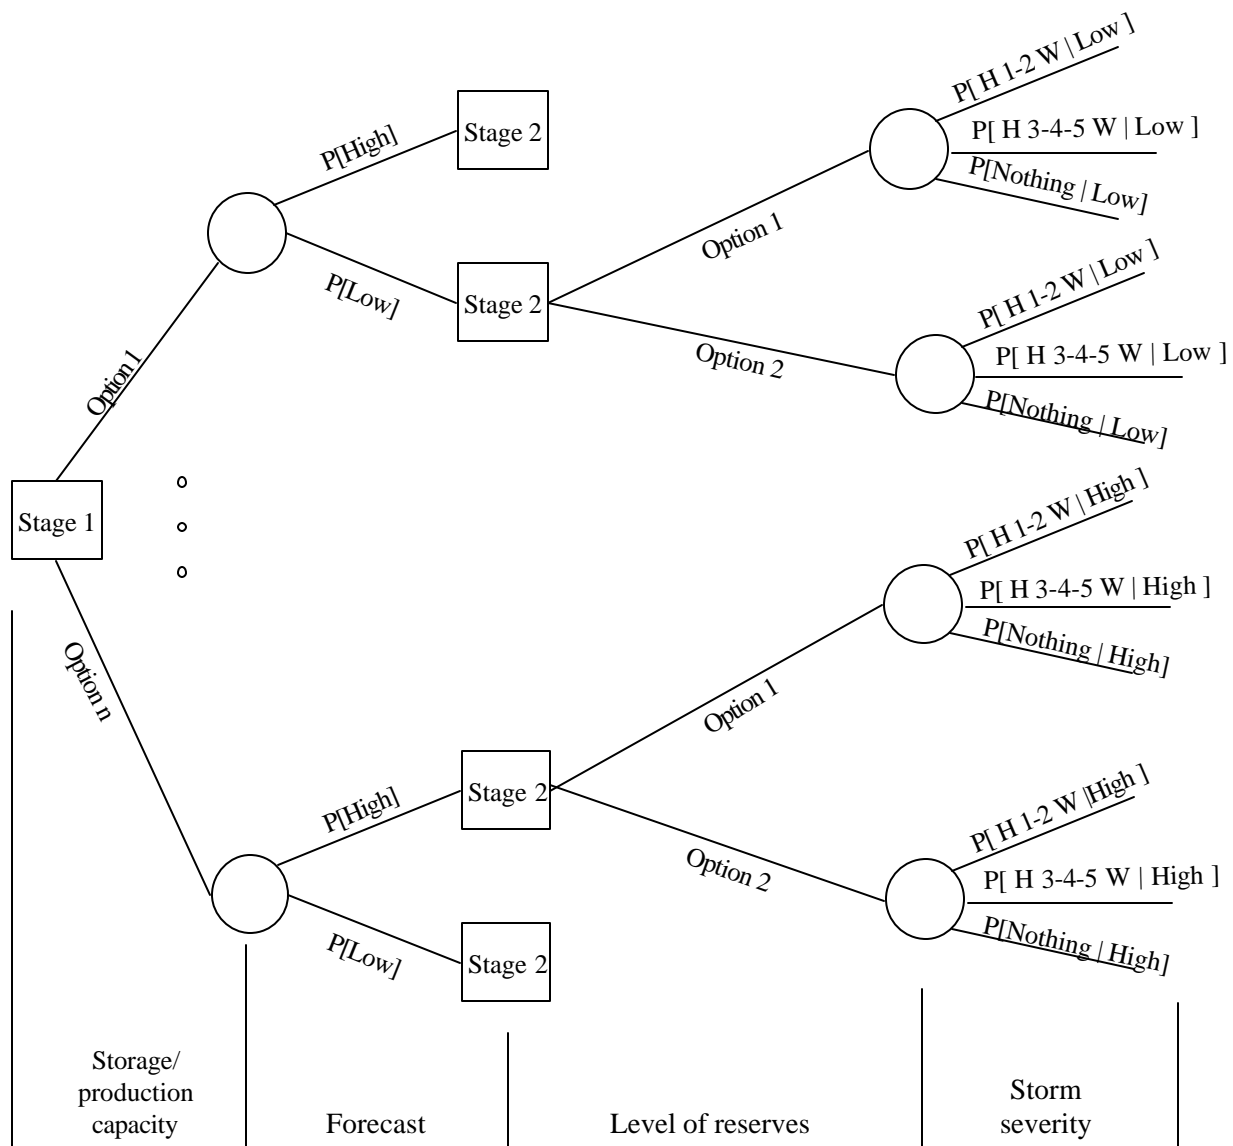 P[ H 1-2 W | Low ]
P[ H 3-4-5 W | Low ]
P[Nothing | Low]
P[High]
Stage 2
P[Low]
Stage 2
Option 1
Option 2
P[ H 1-2 W | Low ]
P[ H 3-4-5 W | Low ]
P[Nothing | Low]
Option 1
Stage 1
Option n
P[ H 1-2 W | High ]
P[ H 3-4-5 W | High ]
P[Nothing | High]
Option 1
P[High]
Stage 2
Option 2
P[Low]
Stage 2
P[ H 1-2 W |High ]
P[ H 3-4-5 W | High ]
P[Nothing | High]
Storage/
production
capacity
Forecast
Level of reserves
Storm
severity